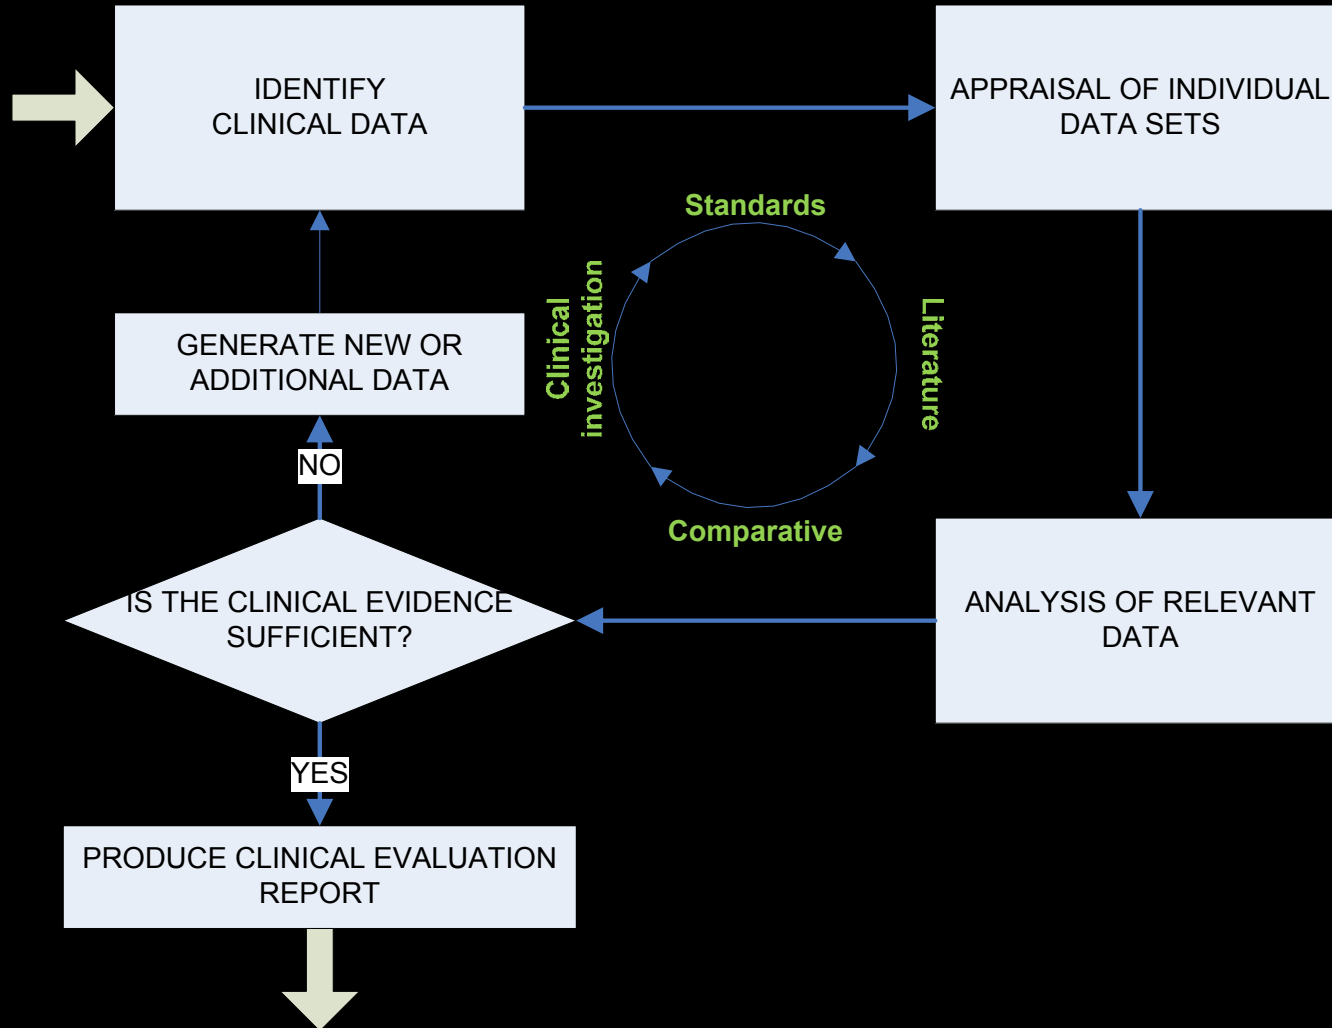 IDENTIFY
CLINICAL DATA
APPRAISAL OF INDIVIDUAL
DATA SETS
Standards
Clinical
investigation
Literature
Comparative
GENERATE NEW OR
ADDITIONAL DATA
NO
IS THE CLINICAL EVIDENCE
SUFFICIENT?
ANALYSIS OF RELEVANT
DATA
YES
PRODUCE CLINICAL EVALUATION
REPORT